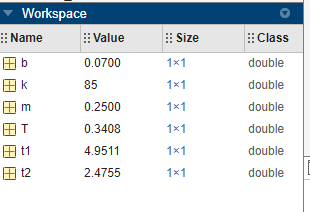 Workspace
Name Value Size Class
b 0.0700 1×1 double
k 85 1×1 double
m 0.2500 1×1 double
T 0.3408 1×1 double
t1 4.9511 1×1 double
t2 2.4755 1×1 double